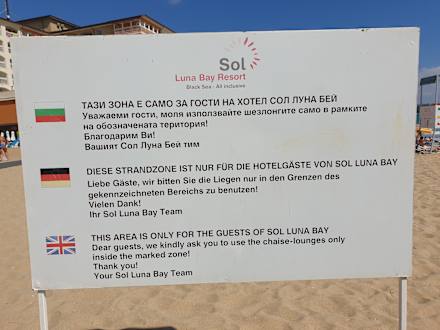 Sol
Luna Bay Resort
Black Sea - All inclusive
ТАЗИ ЗОНА Е САМО ЗА ГОСТИ НА ХОТЕЛ СОЛ ЛУНА БЕЙ
Уважаеми гости, моля използвайте шезлонгите само в рамките
на обозначената територия!
Благодарим Ви!
Вашият Сол Луна Бей тим
DIESE STRANDZONE IST NUR FÜR DIE HOTELGÄSTE VON SOL LUNA BAY
Liebe Gäste, wir bitten Sie die Liegen nur in den Grenzen des
gekennzeichneten Bereichs zu benutzen!
Vielen Dank!
Ihr Sol Luna Bay Team
THIS AREA IS ONLY FOR THE GUESTS OF SOL LUNA BAY
Dear guests, we kindly ask you to use the chaise-lounges only
inside the marked zone!
Thank you!
Your Sol Luna Bay Team